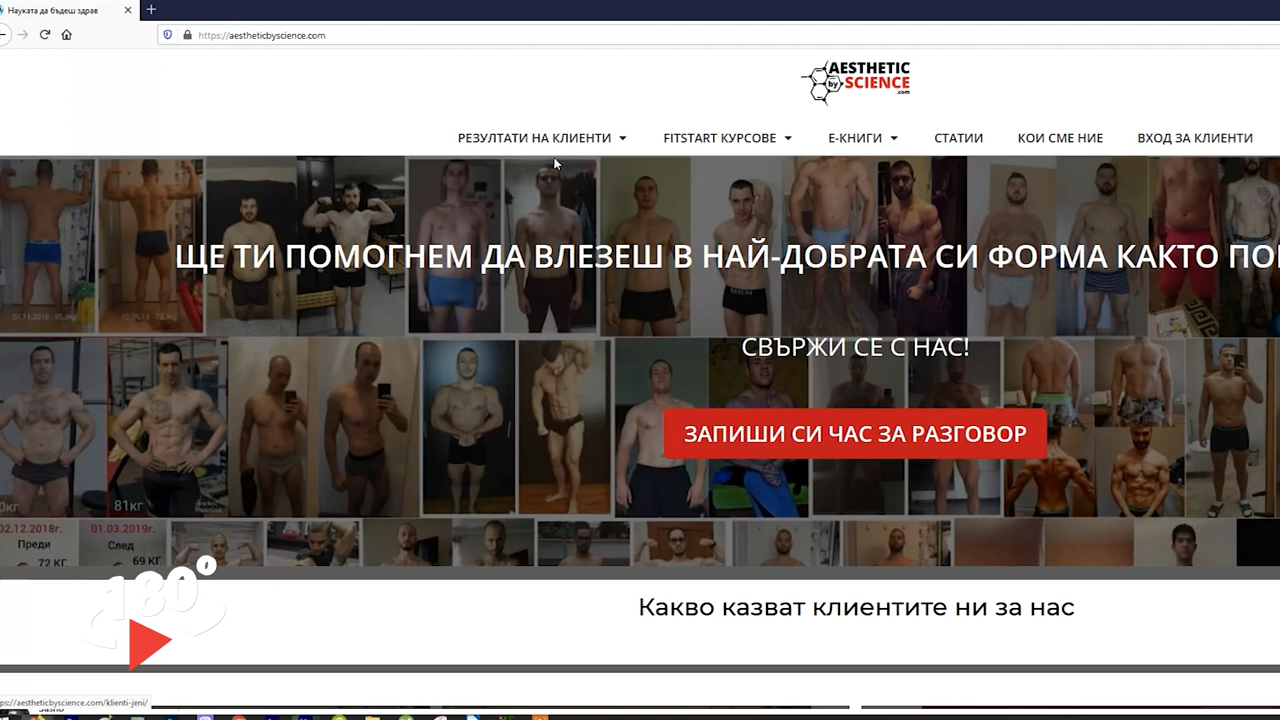 Науката да бъдеш здрав
https://aestheticbyscience.com
AESTHETIC
by SCIENCE
.com
РЕЗУЛТАТИ НА КЛИЕНТИ
FITSTART КУРСОВЕ
Е-КНИГИ
СТАТИИ
КОИ СМЕ НИЕ
ВХОД ЗА КЛИЕНТИ
ЩЕ ТИ ПОМОГНЕМ ДА ВЛЕЗЕШ В НАЙ-ДОБРАТА СИ ФОРМА КАКТО
СВЪРЖИ СЕ С НАС!
ЗАПИШИ СИ ЧАС ЗА РАЗГОВОР
81кг
02.12.2018г.
01.03.2019г.
Преди
След
72 КГ.
69 КГ
180°
Какво казват клиентите ни за нас
ps://aestheticbyscience.com/klienti-jeni/